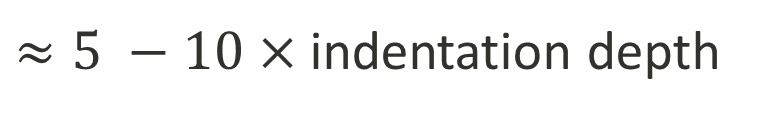 ≈ 5 − 10 × indentation depth